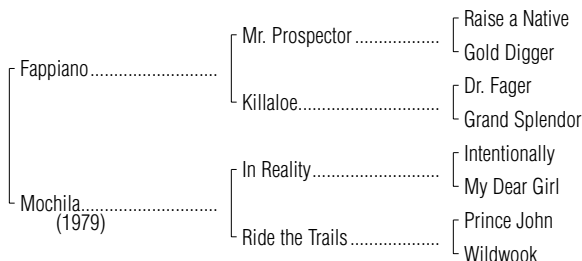 Raise a Native
Mr. Prospector ..................
Gold Digger
Fappiano ...........................
Dr. Fager
Killaloe..............................
Grand Splendor
Intentionally
In Reality...........................
My Dear Girl
Mochila.............................
(1979)
Prince John
Ride the Trails ...................
Wildwook